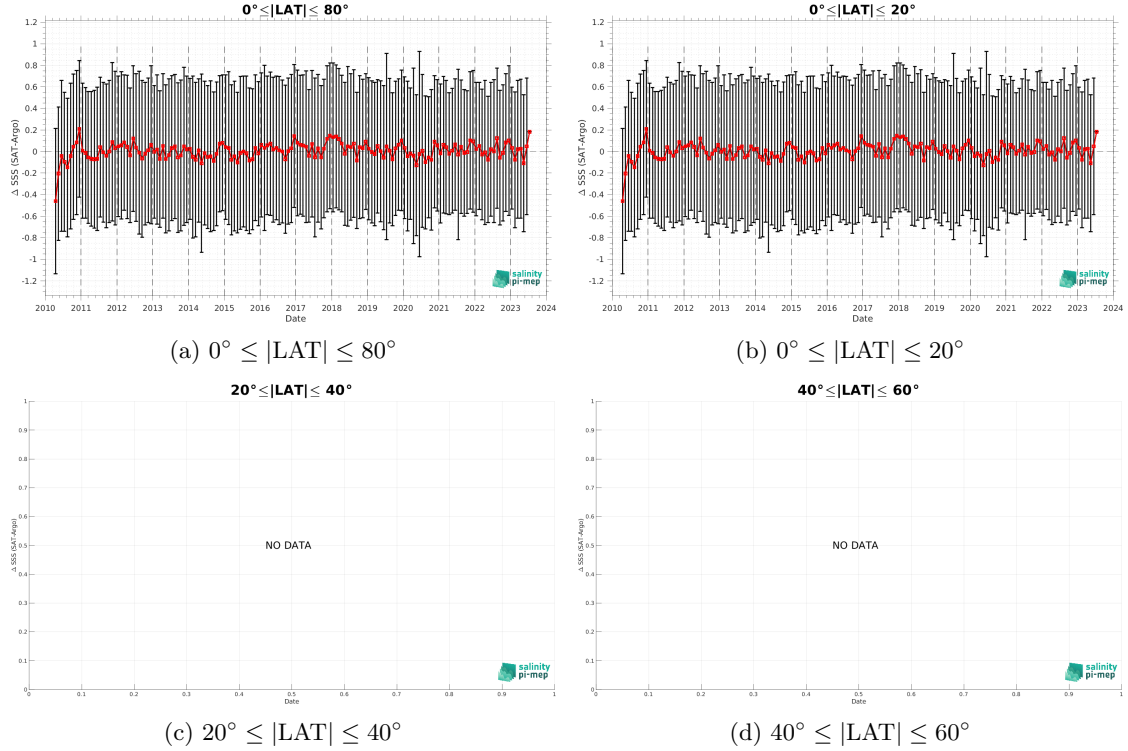 0°≤|LAT|≤ 80°
Δ SSS (SAT-Argo)
1.2
1
0.8
0.6
0.4
0.2
0
-0.2
-0.4
-0.6
-0.8
-1
-1.2
2010 2011 2012 2013 2014 2015 2016 2017 2018 2019 2020 2021 2022 2023 2024
Date
salinity
pi-mep
(a) 0° ≤ |LAT| ≤ 80°
0°≤|LAT|≤ 20°
Δ SSS (SAT-Argo)
1.2
1
0.8
0.6
0.4
0.2
0
-0.2
-0.4
-0.6
-0.8
-1
-1.2
2010 2011 2012 2013 2014 2015 2016 2017 2018 2019 2020 2021 2022 2023 2024
Date
salinity
pi-mep
(b) 0° ≤ |LAT| ≤ 20°
20°≤|LAT|≤ 40°
Δ SSS (SAT-Argo)
1
0.9
0.8
0.7
0.6
0.5
0.4
0.3
0.2
0.1
0
NO DATA
0 0.1 0.2 0.3 0.4 0.5 0.6 0.7 0.8 0.9 1
Date
salinity
pi-mep
(c) 20° ≤ |LAT| ≤ 40°
40°≤|LAT|≤ 60°
Δ SSS (SAT-Argo)
1
0.9
0.8
0.7
0.6
0.5
0.4
0.3
0.2
0.1
0
NO DATA
0 0.1 0.2 0.3 0.4 0.5 0.6 0.7 0.8 0.9 1
Date
salinity
pi-mep
(d) 40° ≤ |LAT| ≤ 60°